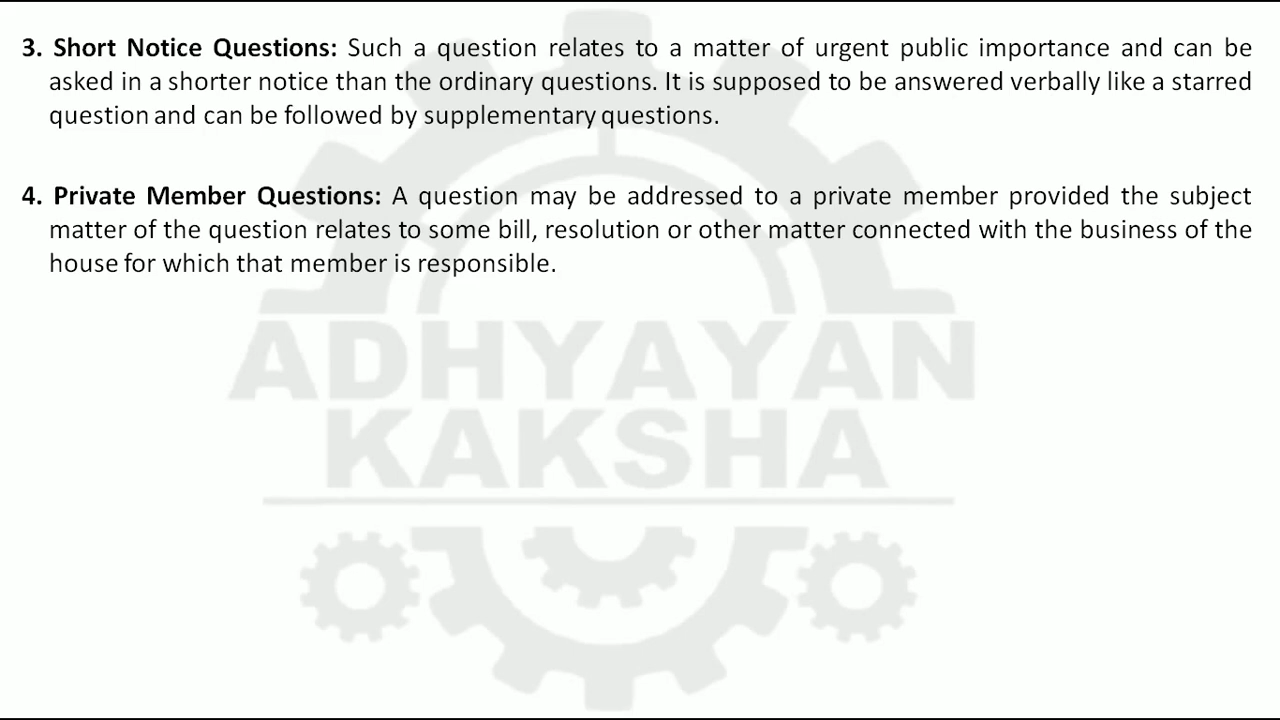 3. Short Notice Questions: Such a question relates to a matter of urgent public importance and can be
asked in a shorter notice than the ordinary questions. It is supposed to be answered verbally like a starred
question and can be followed by supplementary questions.
4. Private Member Questions: A question may be addressed to a private member provided the subject
matter of the question relates to some bill, resolution or other matter connected with the business of the
house for which that member is responsible.
ADHYAYAN
KAKSHA